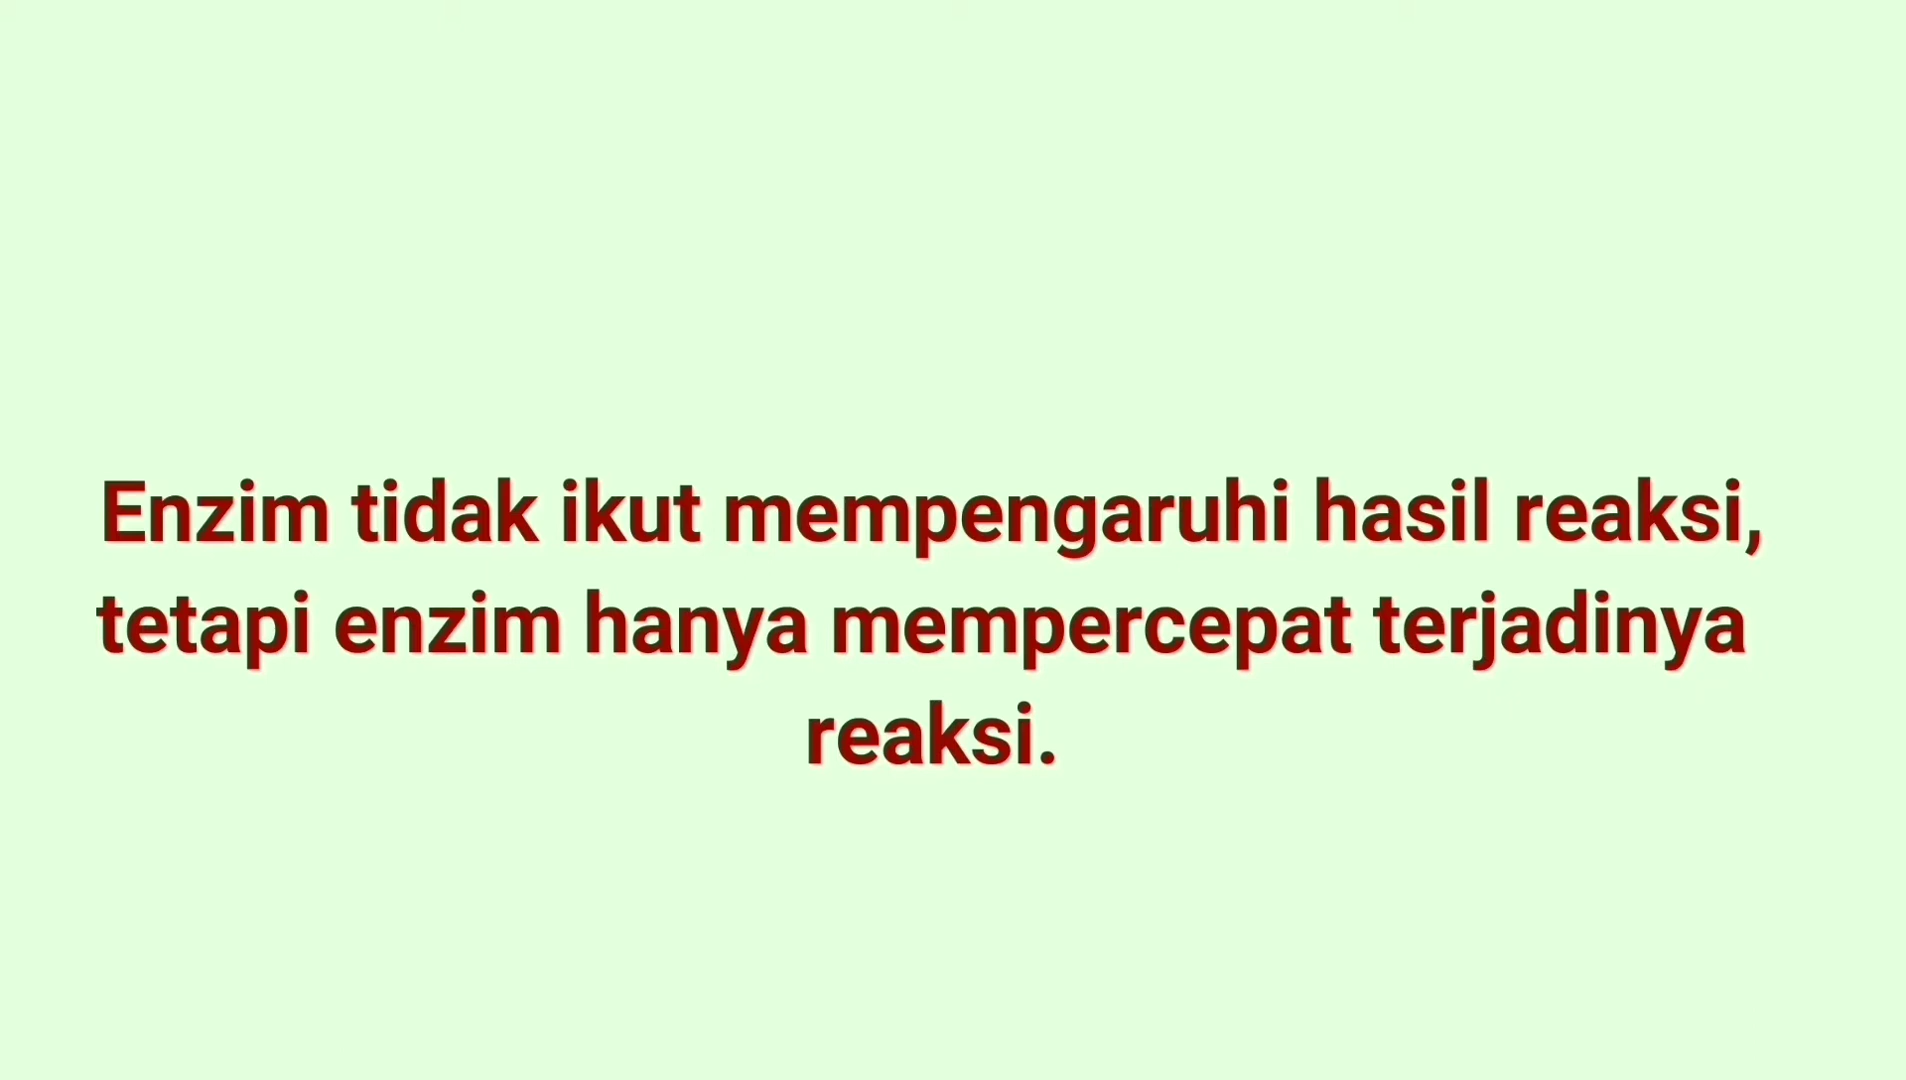 Enzim tidak ikut mempengaruhi hasil reaksi,
tetapi enzim hanya mempercepat terjadinya
reaksi.